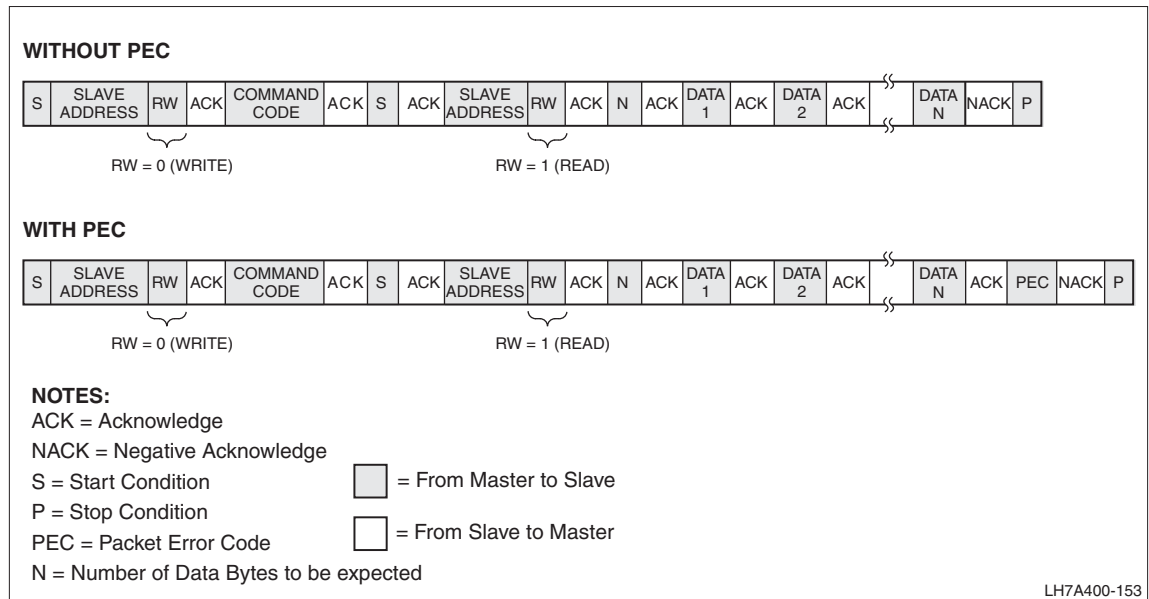 WITHOUT PEC
S SLAVE ADDRESS RW ACK COMMAND CODE ACK S ACK SLAVE ADDRESS RW ACK N ACK DATA 1 ACK DATA 2 ACK DATA N NACK P
RW = 0 (WRITE) RW = 1 (READ)
WITH PEC
S SLAVE ADDRESS RW ACK COMMAND CODE ACK S ACK SLAVE ADDRESS RW ACK N ACK DATA 1 ACK DATA 2 ACK DATA N ACK PEC NACK P
RW = 0 (WRITE) RW = 1 (READ)
NOTES:
ACK = Acknowledge
NACK = Negative Acknowledge
S = Start Condition
P = Stop Condition
PEC = Packet Error Code
N = Number of Data Bytes to be expected
= From Master to Slave
= From Slave to Master
LH7A400-153